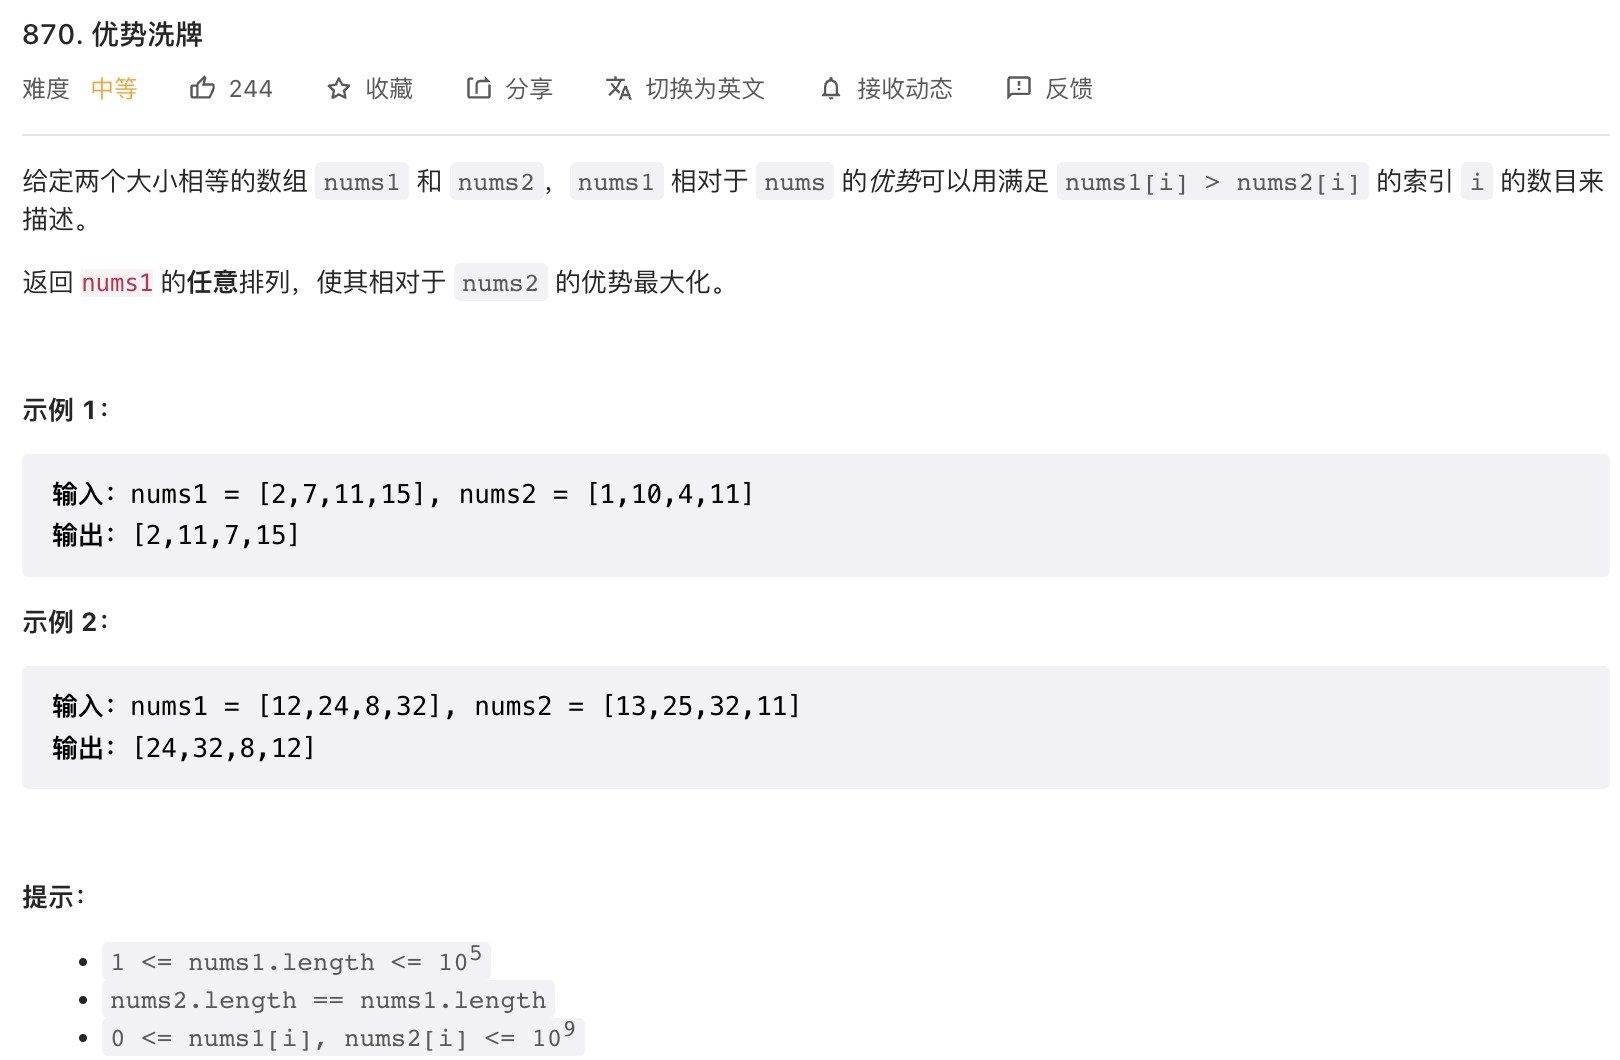 870. 优势洗牌
难度 中等 244 收藏 分享 切换为英文 接收动态 反馈
给定两个大小相等的数组 nums1 和 nums2，nums1 相对于 nums 的优势可以用满足 nums1[i] > nums2[i] 的索引 i 的数目来
描述。
返回 nums1 的任意排列，使其相对于 nums2 的优势最大化。
示例 1：
输入：nums1 = [2,7,11,15], nums2 = [1,10,4,11]
输出：[2,11,7,15]
示例 2：
输入：nums1 = [12,24,8,32], nums2 = [13,25,32,11]
输出：[24,32,8,12]
提示：
• 1 <= nums1.length <= 10⁵
• nums2.length == nums1.length
• 0 <= nums1[i], nums2[i] <= 10⁹